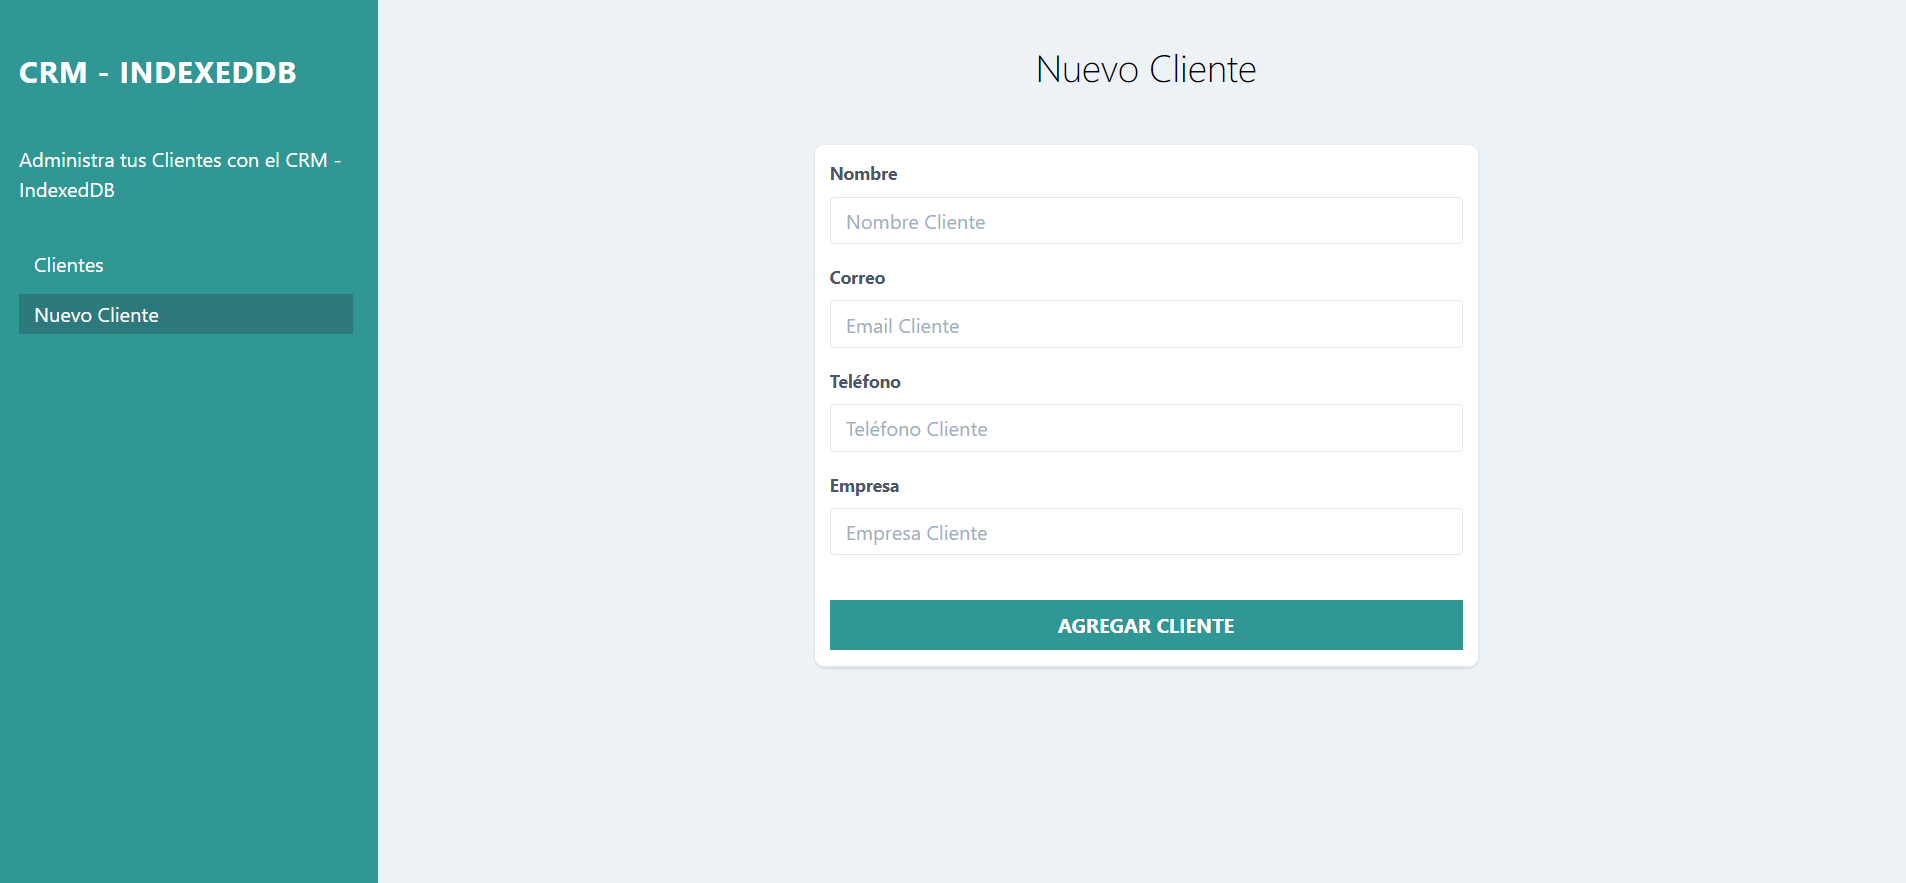 CRM - INDEXEDDB
Administra tus Clientes con el CRM -
IndexedDB
Clientes
Nuevo Cliente
Nuevo Cliente
Nombre
Nombre Cliente
Correo
Email Cliente
Teléfono
Teléfono Cliente
Empresa
Empresa Cliente
AGREGAR CLIENTE